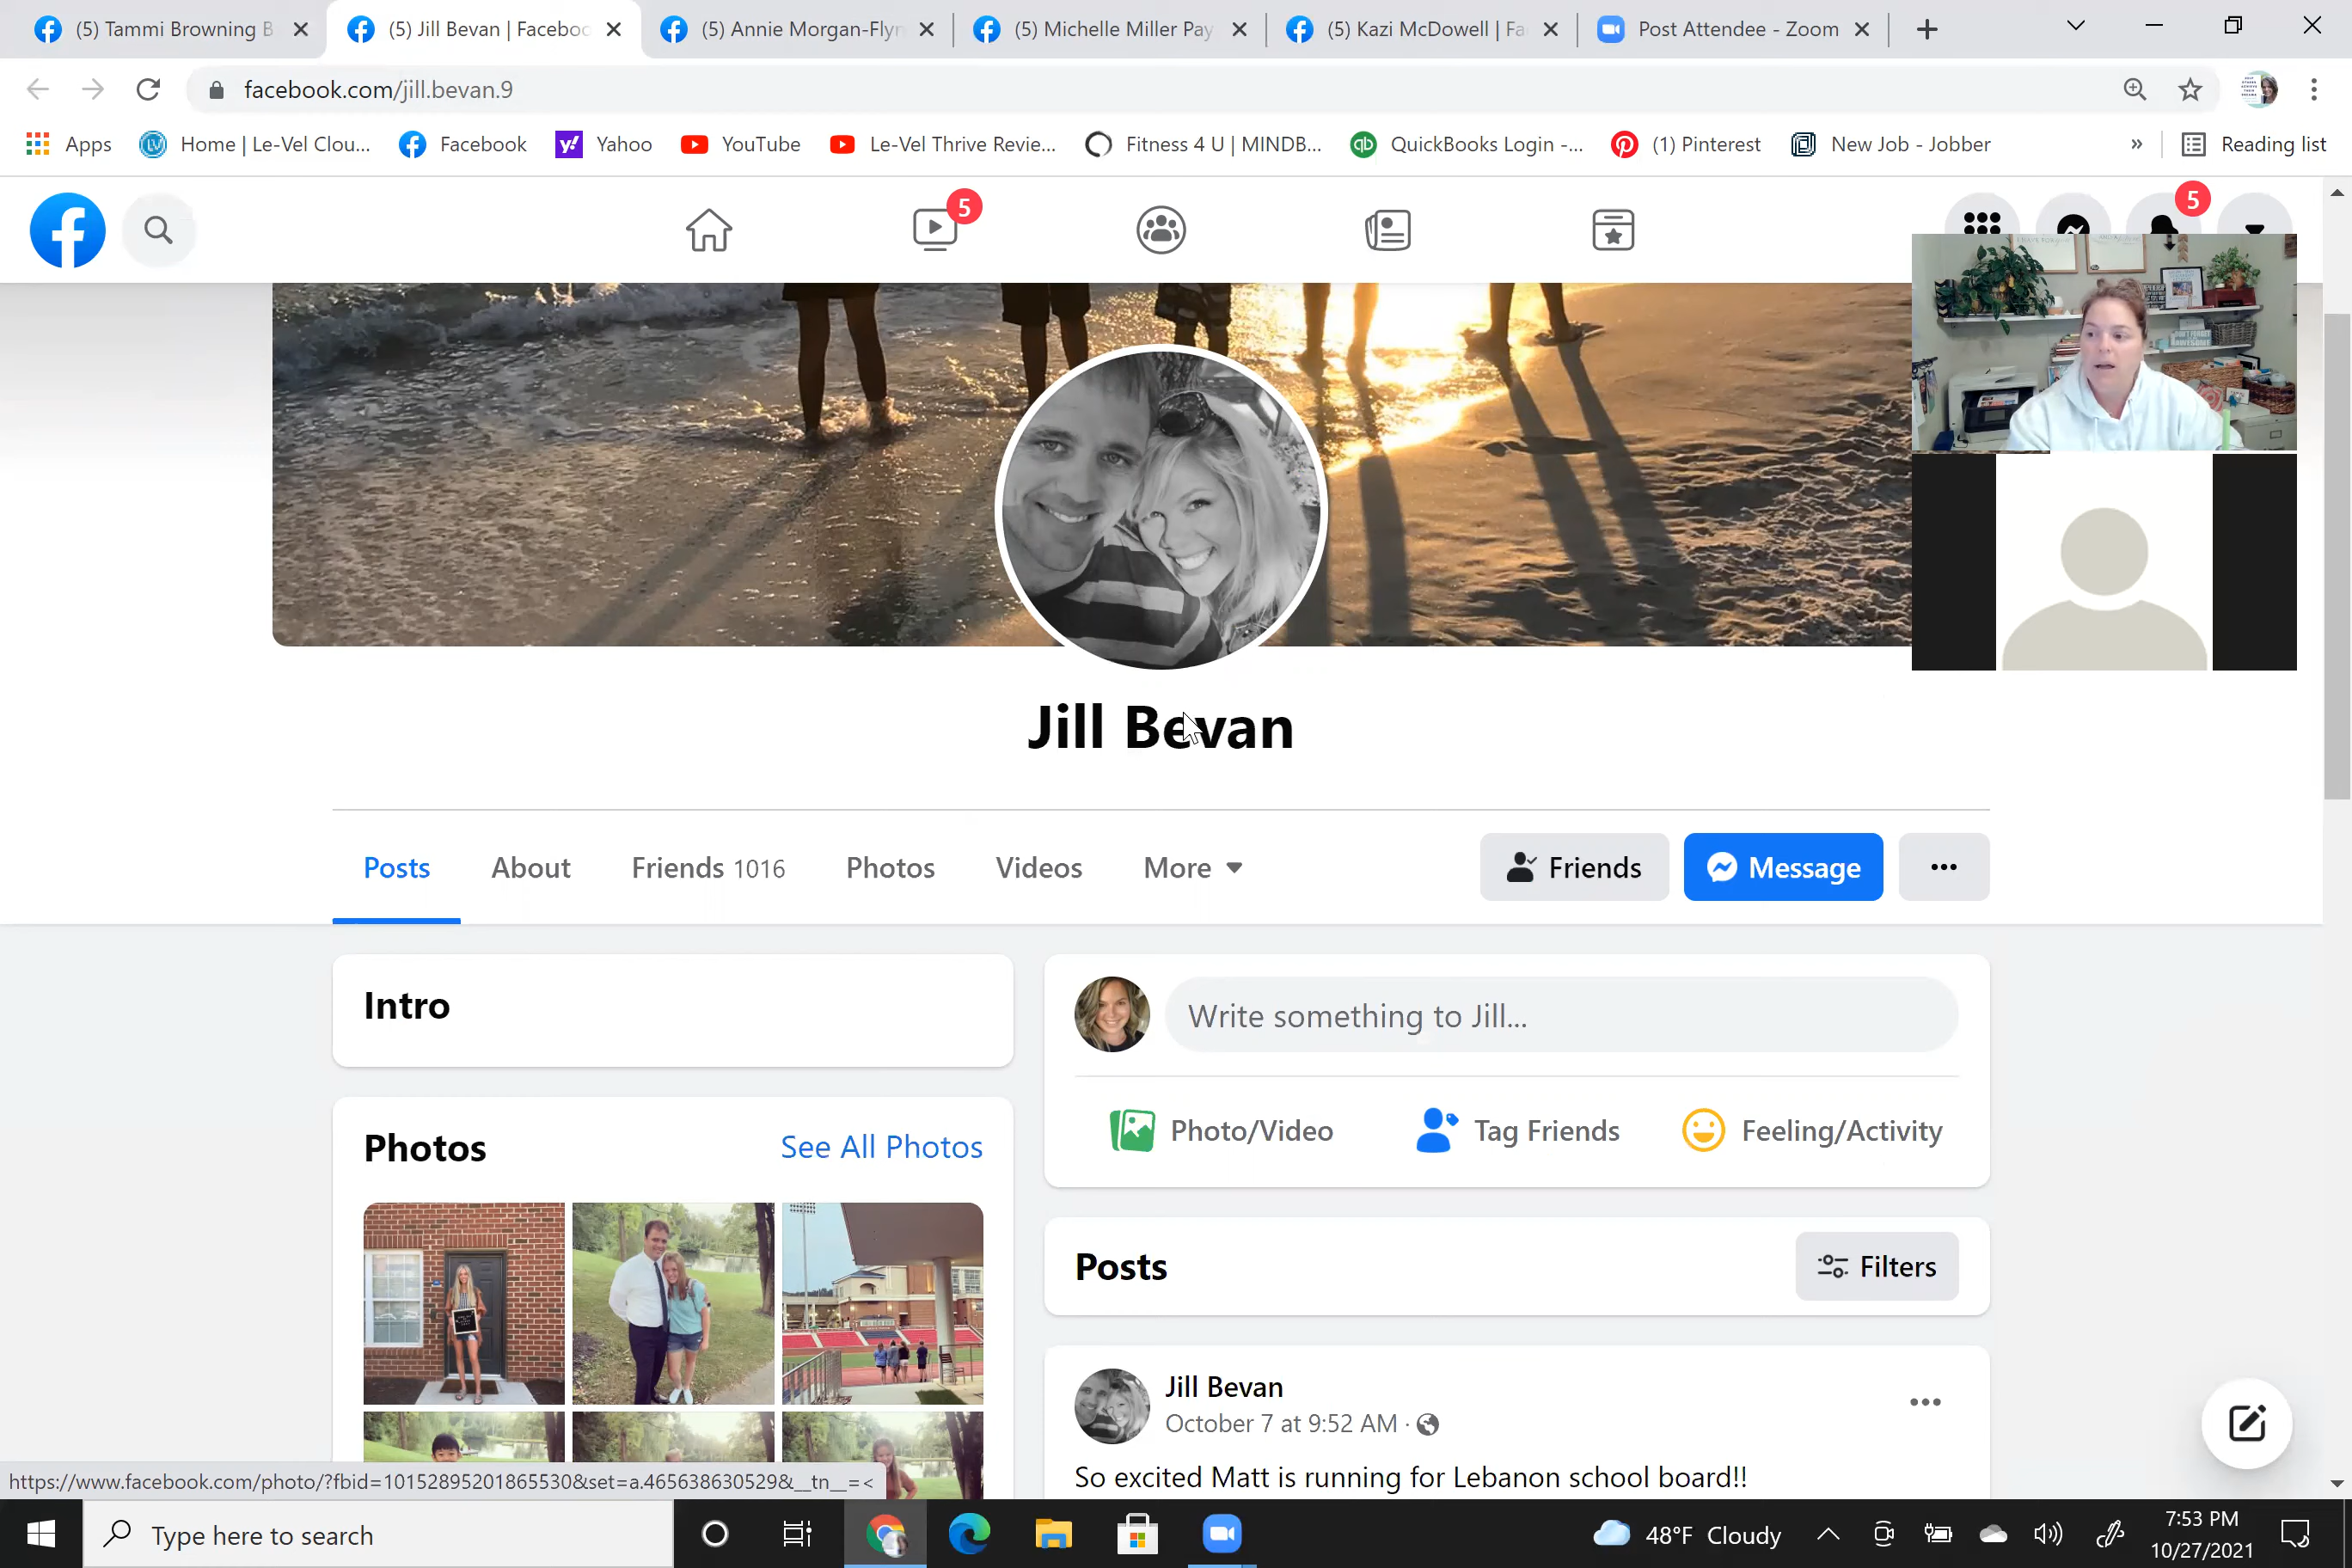 (5) Tammi Browning B
(5) Jill Bevan | Faceboo
(5) Annie Morgan-Flyn
(5) Michelle Miller Pay
(5) Kazi McDowell | Fa
Post Attendee - Zoom
facebook.com/jill.bevan.9
Apps
Home | Le-Vel Clou...
Facebook
Yahoo
YouTube
Le-Vel Thrive Revie...
Fitness 4 U | MINDB...
QuickBooks Login -...
(1) Pinterest
New Job - Jobber
»
Reading list
5
5
Jill Bevan
Posts
About
Friends 1016
Photos
Videos
More
Friends
Message
Intro
Write something to Jill...
Photo/Video
Tag Friends
Feeling/Activity
Photos
See All Photos
Posts
Filters
Jill Bevan
October 7 at 9:52 AM ·
So excited Matt is running for Lebanon school board!!
https://www.facebook.com/photo/?fbid=10152895201865530&set=a.465638630529&__tn__=<
Type here to search
48°F Cloudy
7:53 PM
10/27/2021